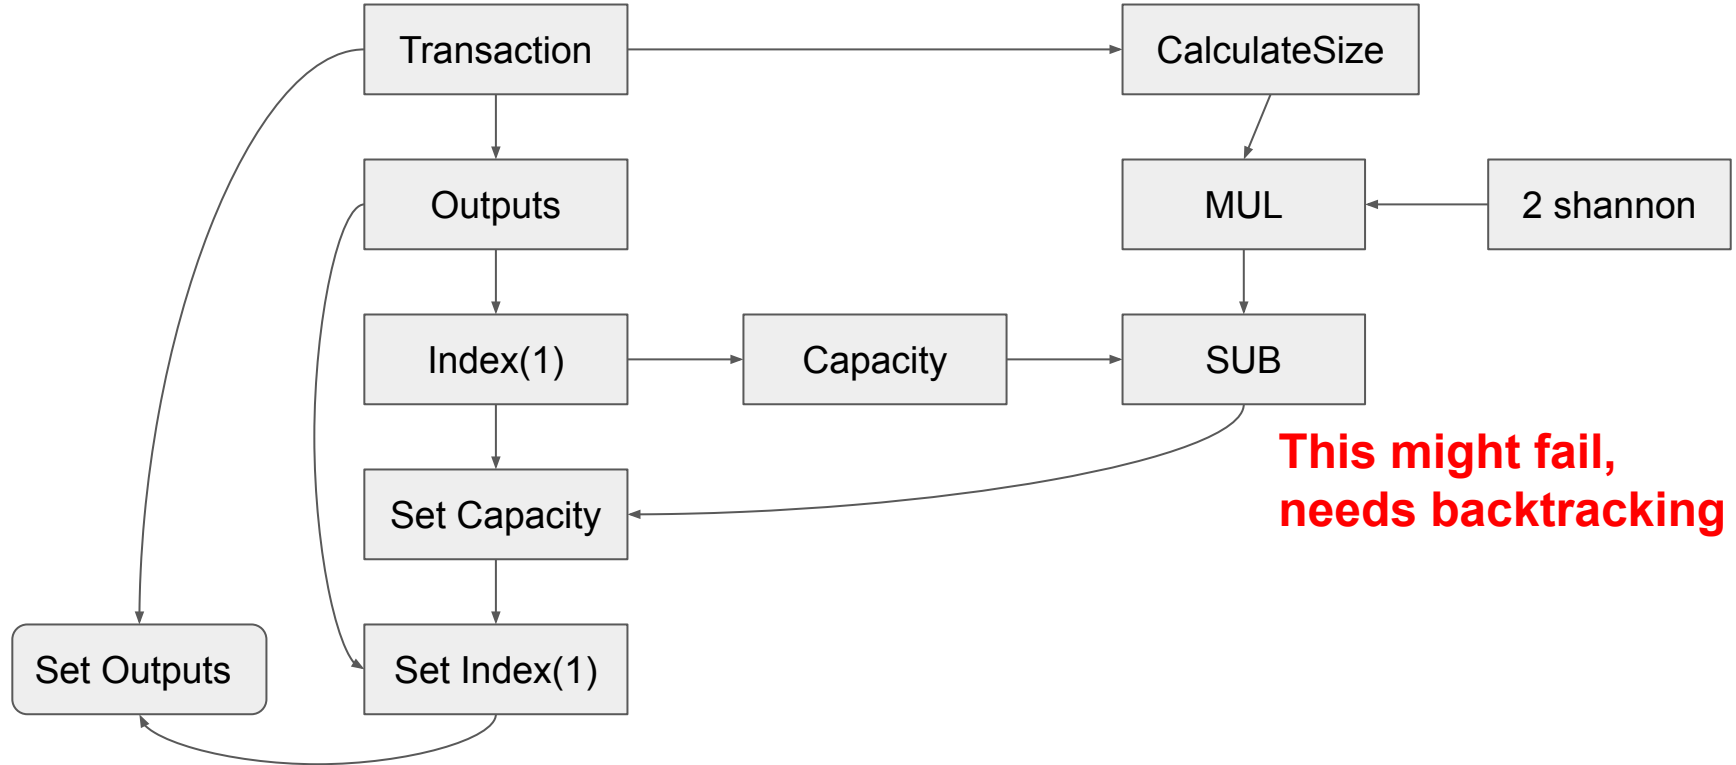 Transaction
CalculateSize
Outputs
MUL
2 shannon
Index(1)
Capacity
SUB
This might fail,
needs backtracking
Set Capacity
Set Outputs
Set Index(1)